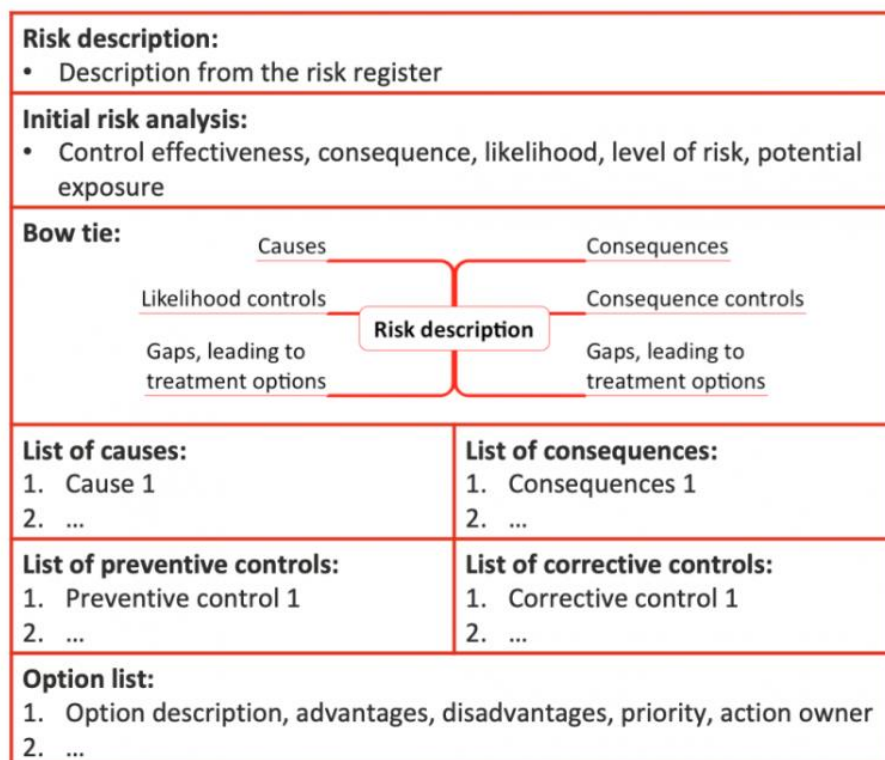 Risk description:
• Description from the risk register
Initial risk analysis:
• Control effectiveness, consequence, likelihood, level of risk, potential
exposure
Bow tie:
Causes
Likelihood controls
Gaps, leading to
treatment options
Risk description
Consequences
Consequence controls
Gaps, leading to
treatment options
List of causes:
1. Cause 1
2. ...
List of consequences:
1. Consequences 1
2. ...
List of preventive controls:
1. Preventive control 1
2. ...
List of corrective controls:
1. Corrective control 1
2. ...
Option list:
1. Option description, advantages, disadvantages, priority, action owner
2. ...